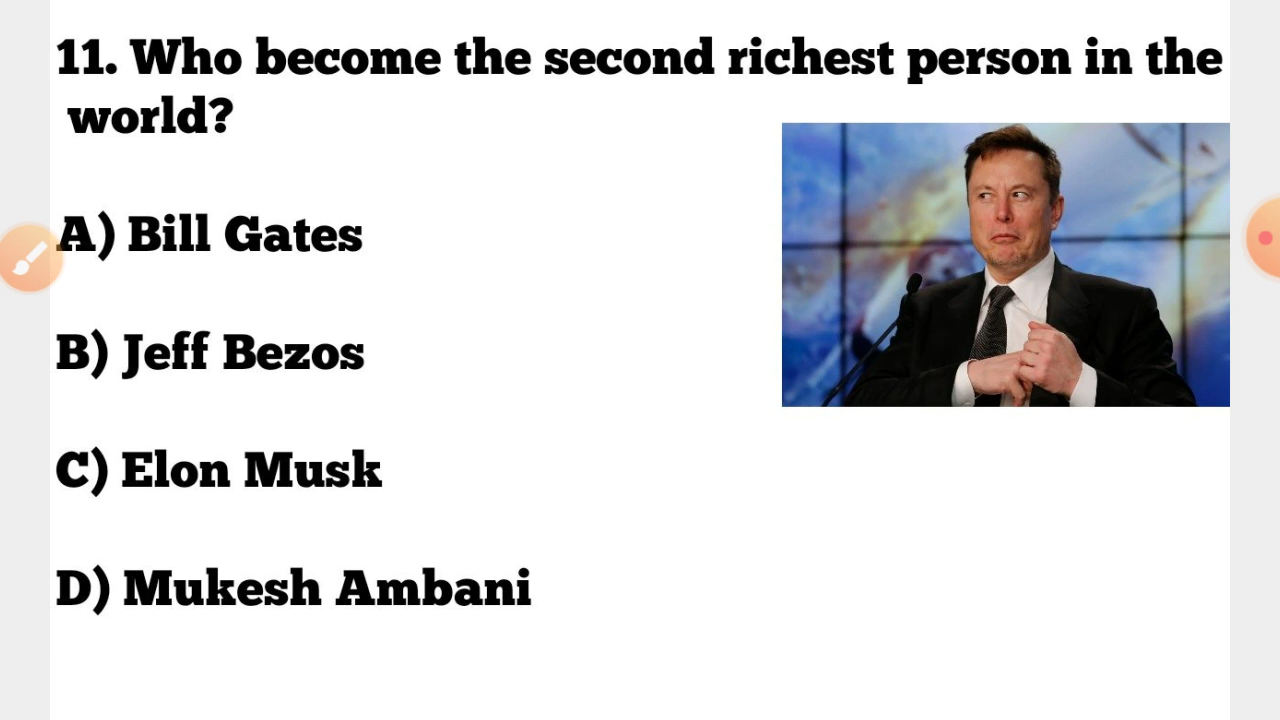 11. Who become the second richest person in the
world?
A) Bill Gates
B) Jeff Bezos
C) Elon Musk
D) Mukesh Ambani